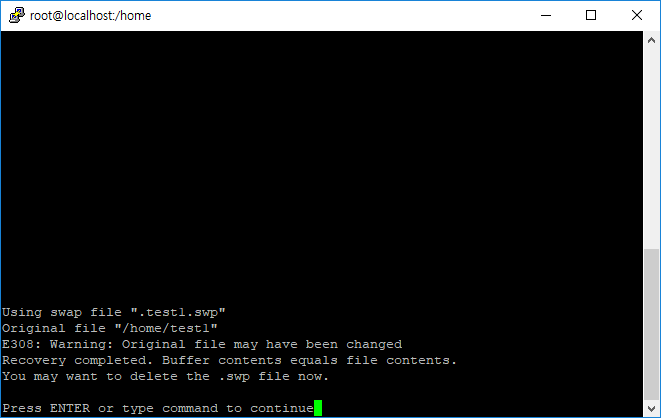 root@localhost:/home
Using swap file ".test1.swp"
Original file "/home/test1"
E308: Warning: Original file may have been changed
Recovery completed. Buffer contents equals file contents.
You may want to delete the .swp file now.
Press ENTER or type command to continue